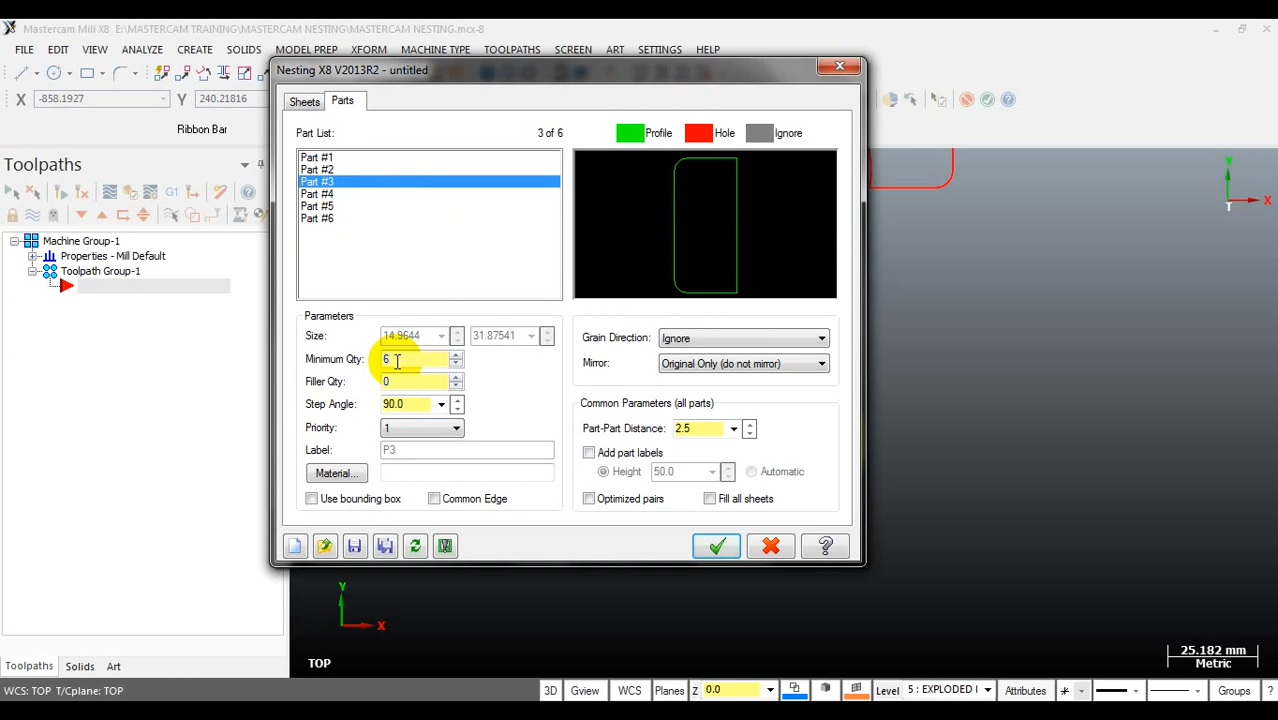 Mastercam Mill X8 E:\MASTERCAM TRAINING\MASTERCAM NESTING\MASTERCAM NESTING.mcx-8
FILE EDIT VIEW ANALYZE CREATE SOLIDS MODEL PREP XFORM MACHINE TYPE TOOLPATHS SCREEN ART SETTINGS HELP
X -858.1927 Y 240.21816
Ribbon Bar
Toolpaths
G1
Machine Group-1
Properties - Mill Default
Toolpath Group-1
Nesting X8 V2013R2 - untitled
Sheets Parts
Part List: 3 of 6 Profile Hole Ignore
Part #1
Part #2
Part #3
Part #4
Part #5
Part #6
Parameters
Size: 14.9644 31.87541
Minimum Qty: 6
Filler Qty: 0
Step Angle: 90.0
Priority: 1
Label: P3
Material...
Use bounding box Common Edge
Grain Direction: Ignore
Mirror: Original Only (do not mirror)
Common Parameters (all parts)
Part-Part Distance: 2.5
Add part labels
Height 50.0 Automatic
Optimized pairs Fill all sheets
?
Y
X
T
Y
X
TOP
25.182 mm
Metric
Toolpaths Solids Art
WCS: TOP T/Cplane: TOP 3D Gview WCS Planes Z 0.0 Level 5 : EXPLODED I Attributes Groups ?